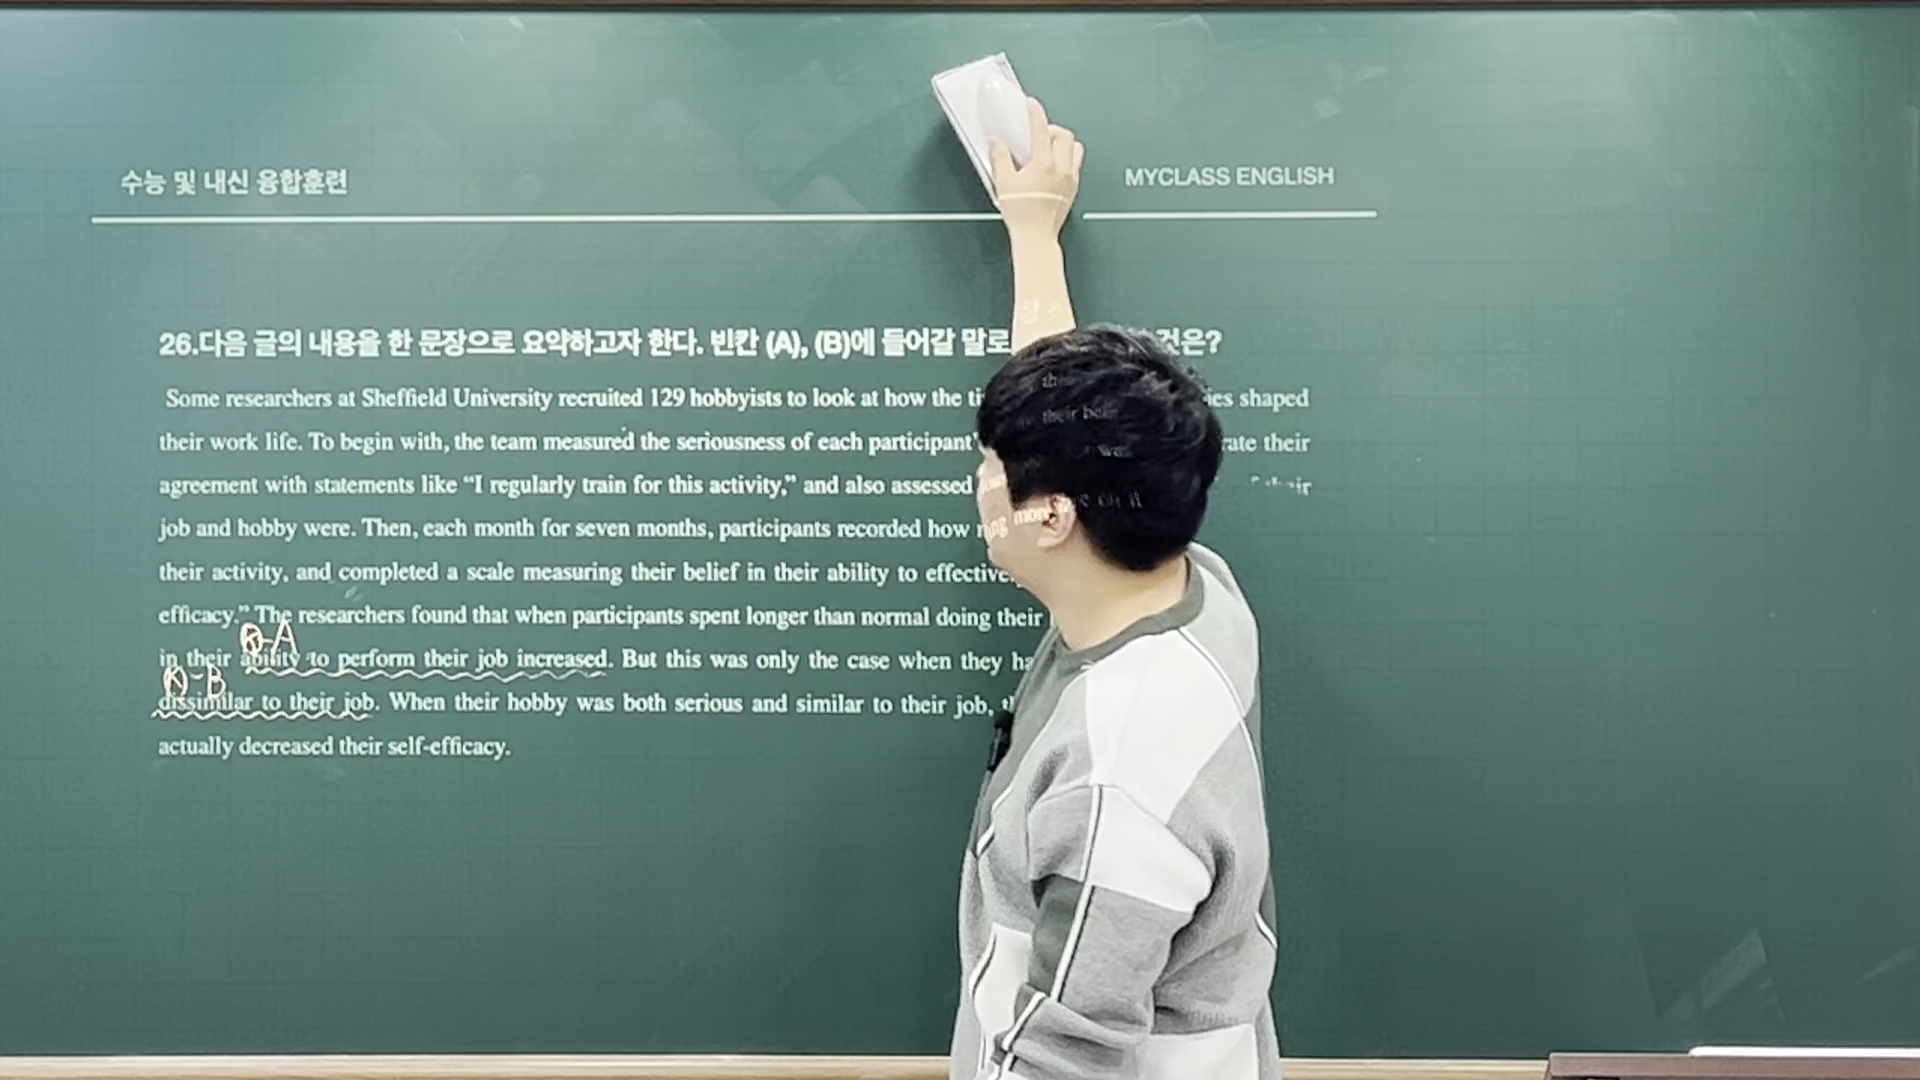 수능 및 내신 융합훈련
MYCLASS ENGLISH
26.다음 글의 내용을 한 문장으로 요약하고자 한다. 빈칸 (A), (B)에 들어갈 말로 것은?
Some researchers at Sheffield University recruited 129 hobbyists to look at how the shaped
their work life. To begin with, the team measured the seriousness of each participant' their
agreement with statements like “I regularly train for this activity,” and also assessed their
job and hobby were. Then, each month for seven months, participants recorded how
their activity, and completed a scale measuring their belief in their ability to
efficacy.” The researchers found that when participants spent longer than normal doing their
K-A
in their ability to perform their job increased. But this was only the case when they
K-B
dissimilar to their job. When their hobby was both serious and similar to their job,
actually decreased their self-efficacy.